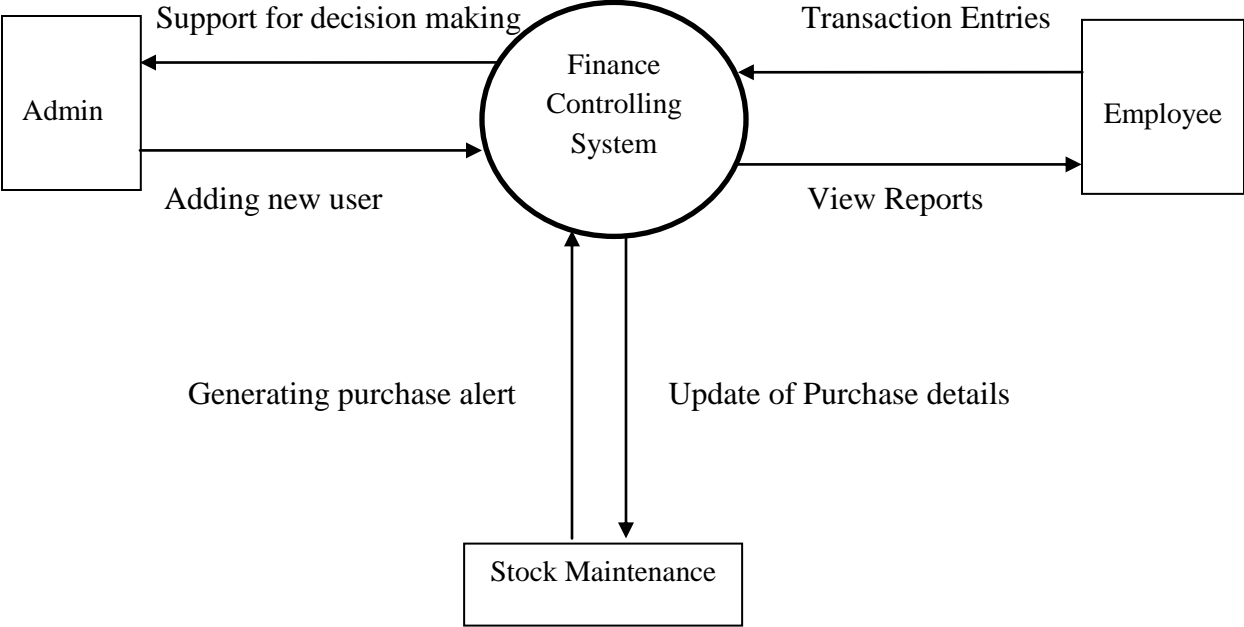 Support for decision making
Transaction Entries
Finance
Controlling
System
Admin
Employee
Adding new user
View Reports
Generating purchase alert
Update of Purchase details
Stock Maintenance